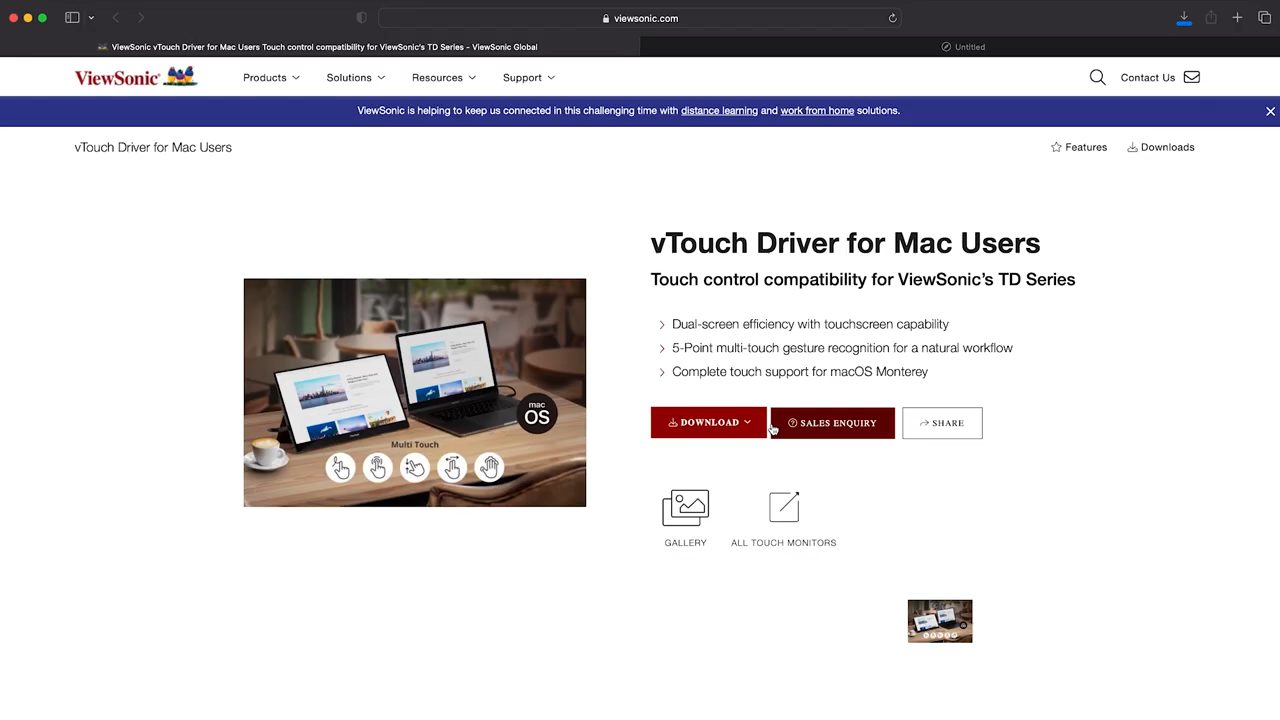 viewsonic.com
ViewSonic vTouch Driver for Mac Users Touch control compatibility for ViewSonic's TD Series - ViewSonic Global
Untitled
ViewSonic
Products
Solutions
Resources
Support
Contact Us
ViewSonic is helping to keep us connected in this challenging time with distance learning and work from home solutions.
vTouch Driver for Mac Users
Features
Downloads
vTouch Driver for Mac Users
Touch control compatibility for ViewSonic’s TD Series
Dual-screen efficiency with touchscreen capability
5-Point multi-touch gesture recognition for a natural workflow
Complete touch support for macOS Monterey
mac
OS
Multi Touch
DOWNLOAD
SALES ENQUIRY
SHARE
GALLERY
ALL TOUCH MONITORS